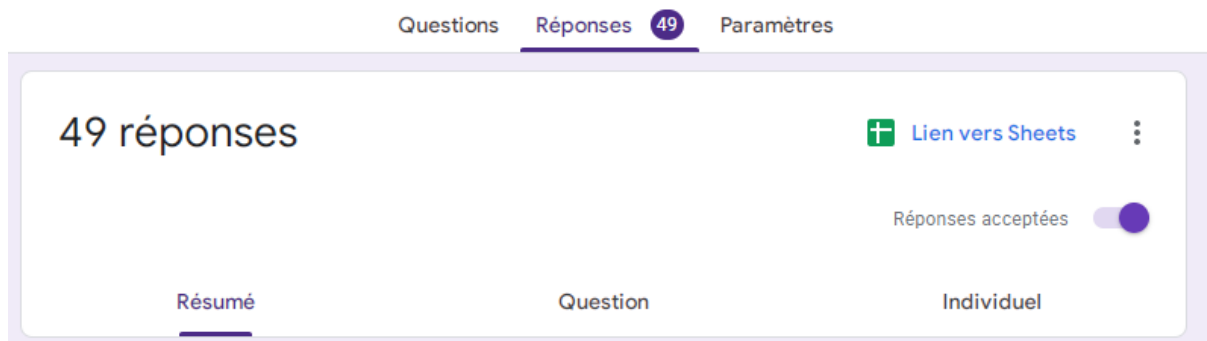 Questions Réponses 49 Paramètres
49 réponses
Lien vers Sheets
Réponses acceptées
Résumé Question Individuel